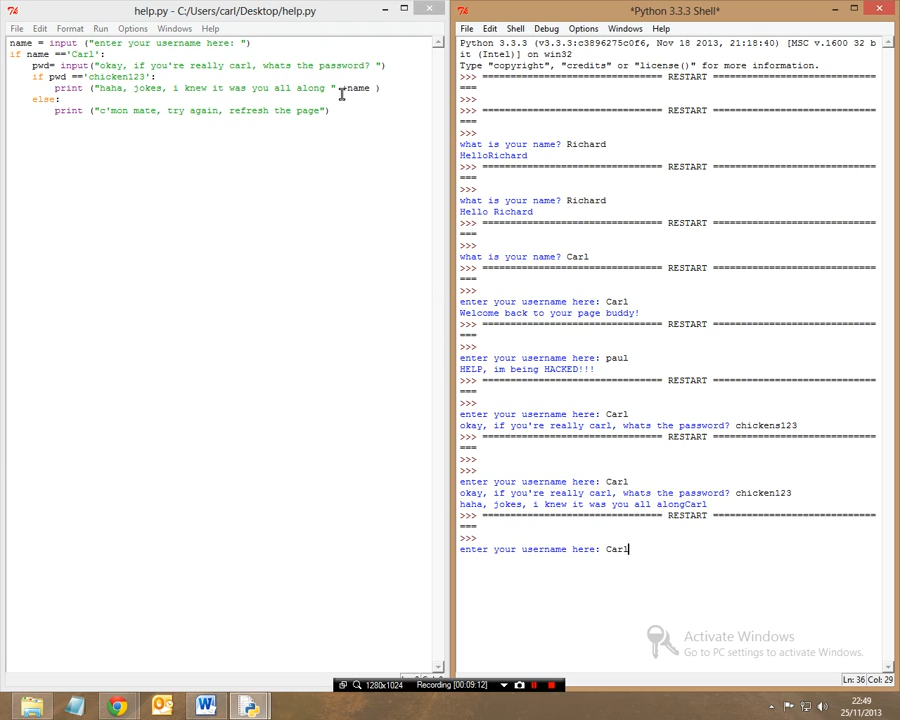 help.py - C:/Users/carl/Desktop/help.py
File Edit Format Run Options Windows Help
name = input ("enter your username here: ")
if name =='Carl':
    pwd= input("okay, if you're really carl, whats the password? ")
    if pwd =='chicken123':
        print ("haha, jokes, i knew it was you all along " +name )
    else:
        print ("c'mon mate, try again, refresh the page")
*Python 3.3.3 Shell*
File Edit Shell Debug Options Windows Help
Python 3.3.3 (v3.3.3:c3896275c0f6, Nov 18 2013, 21:18:40) [MSC v.1600 32 b
it (Intel)] on win32
Type "copyright", "credits" or "license()" for more information.
>>> ================================ RESTART ================================
===
>>>
>>> ================================ RESTART ================================
===
>>>
what is your name? Richard
HelloRichard
>>> ================================ RESTART ================================
===
>>>
what is your name? Richard
Hello Richard
>>> ================================ RESTART ================================
===
>>>
what is your name? Carl
>>> ================================ RESTART ================================
===
>>>
enter your username here: Carl
Welcome back to your page buddy!
>>> ================================ RESTART ================================
===
>>>
enter your username here: paul
HELP, im being HACKED!!!
>>> ================================ RESTART ================================
===
>>>
enter your username here: Carl
okay, if you're really carl, whats the password? chickens123
>>> ================================ RESTART ================================
===
>>>
>>>
enter your username here: Carl
okay, if you're really carl, whats the password? chicken123
haha, jokes, i knew it was you all alongCarl
>>> ================================ RESTART ================================
===
>>>
enter your username here: Carl
Activate Windows
Go to PC settings to activate Windows.
Ln: 36 Col: 29
1280x1024 Recording [00:09:12]
22:49
25/11/2013